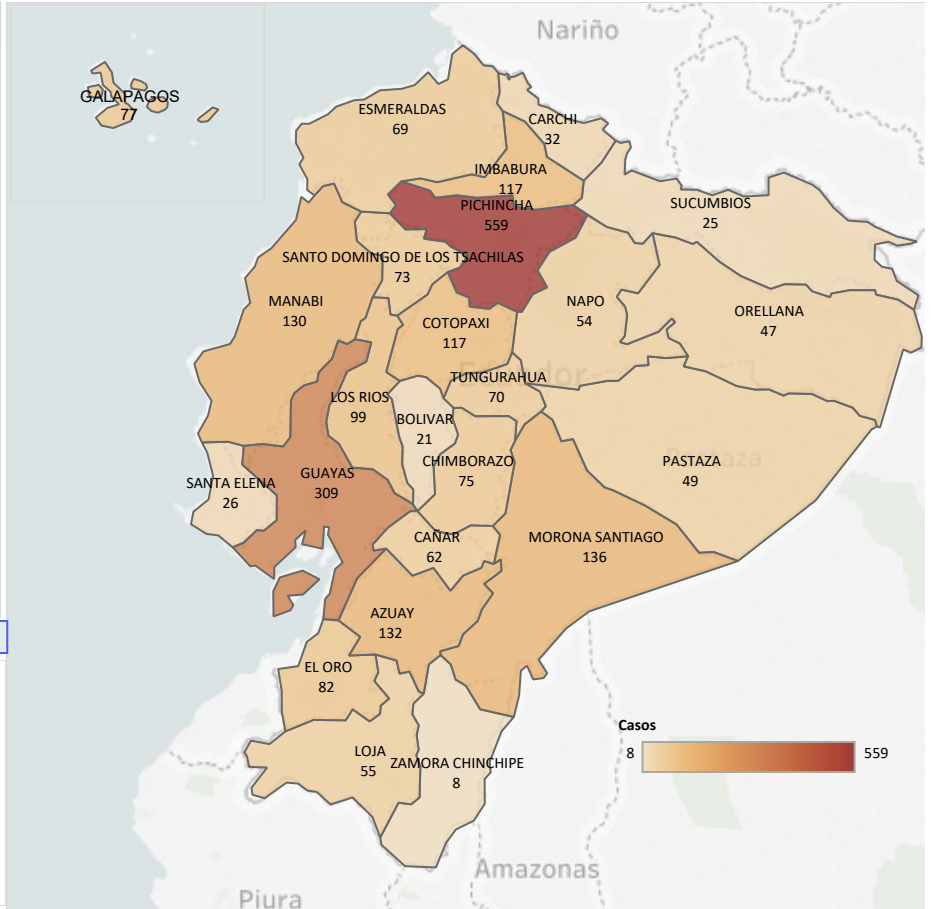 Nariño
GALAPAGOS
77
ESMERALDAS
69
CARCHI
32
IMBABURA
117
PICHINCHA
559
SUCUMBIOS
25
SANTO DOMINGO DE LOS TSACHILAS
73
MANABI
130
NAPO
54
ORELLANA
47
COTOPAXI
117
Ecuador
TUNGURAHUA
70
LOS RIOS
99
BOLIVAR
21
CHIMBORAZO
75
Pastaza
PASTAZA
49
SANTA ELENA
26
GUAYAS
309
CAÑAR
62
MORONA SANTIAGO
136
AZUAY
132
EL ORO
82
LOJA
55
ZAMORA CHINCHIPE
8
Casos
8 559
Amazonas
Piura